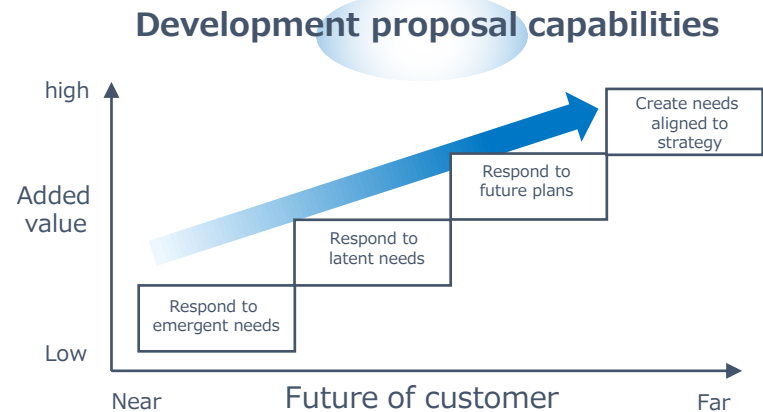 Development proposal capabilities
high
Create needs
aligned to
strategy
Respond to
future plans
Added
value
Respond to
latent needs
Respond to
emergent needs
Low
Near
Future of customer
Far